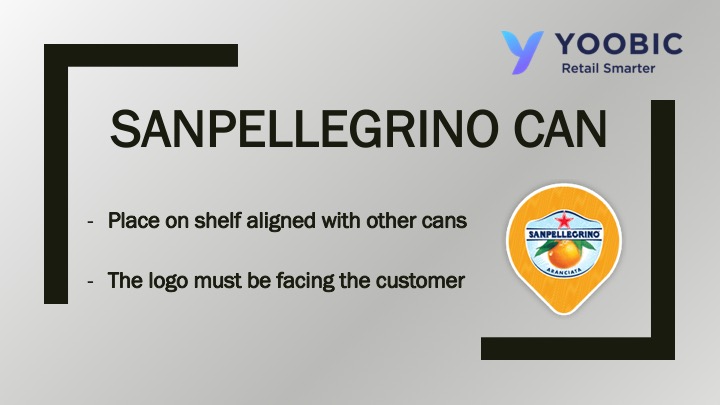 YOOBIC
Retail Smarter
SANPELLEGRINO CAN
- Place on shelf aligned with other cans
SANPELLEGRINO
ARANCIATA
- The logo must be facing the customer